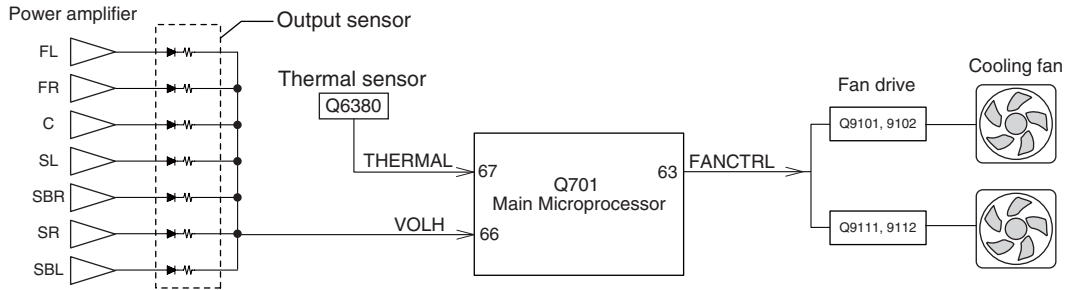 Power amplifier
Output sensor
FL
FR
C
SL
SBR
SR
SBL
Thermal sensor
Q6380
THERMAL
VOLH
67
66
Q701
Main Microprocessor
63
FANCTRL
Fan drive
Q9101, 9102
Q9111, 9112
Cooling fan